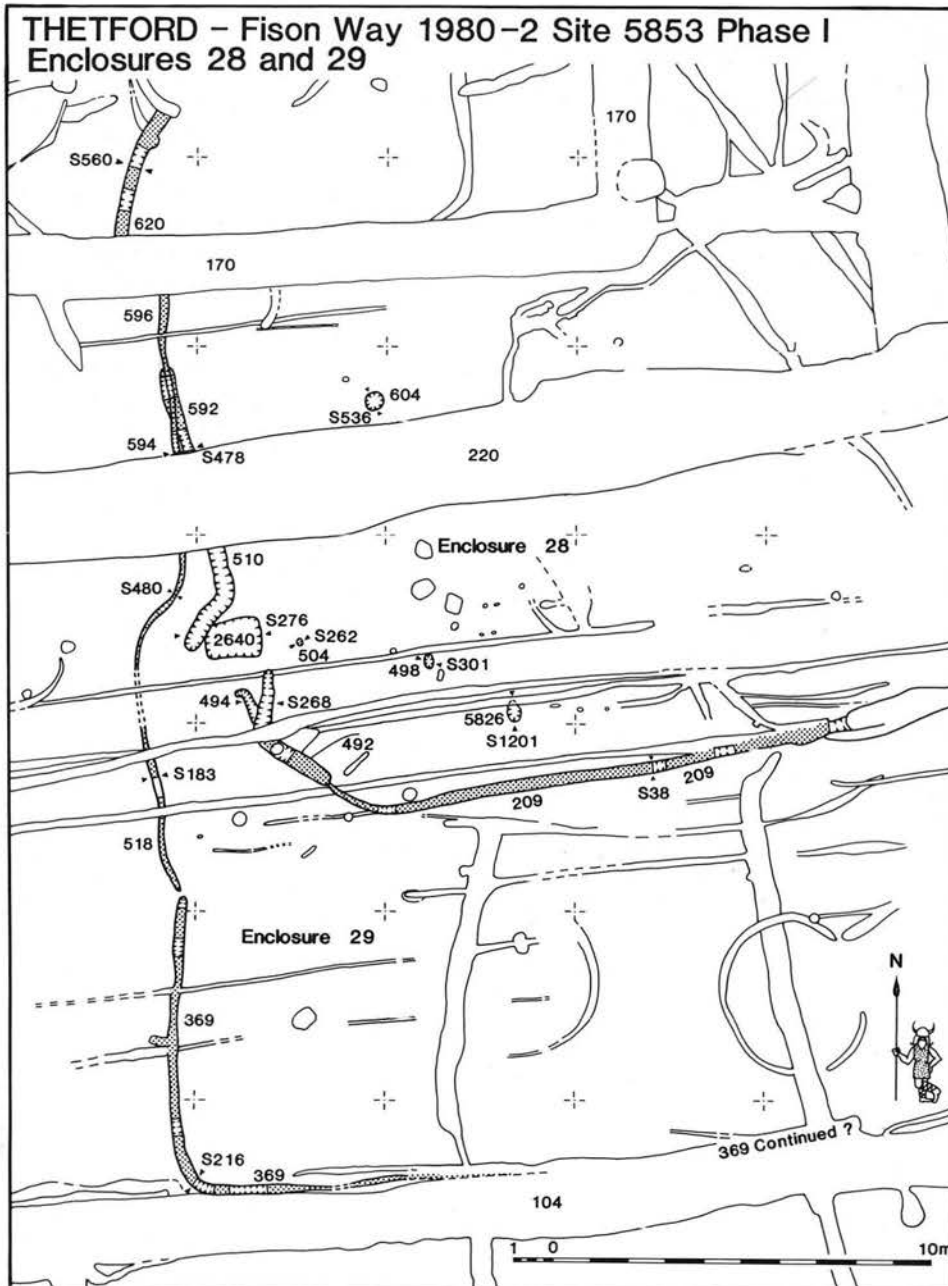 THETFORD – Fison Way 1980–2 Site 5853 Phase I
Enclosures 28 and 29
170
S560
620
170
596
604
S536
592
594
S478
220
510
Enclosure 28
S480
S276
2640
S262
504
498
S301
494
S268
5826
S1201
492
S183
209
S38
209
518
Enclosure 29
N
369
369 Continued ?
S216
369
104
1 0 10m